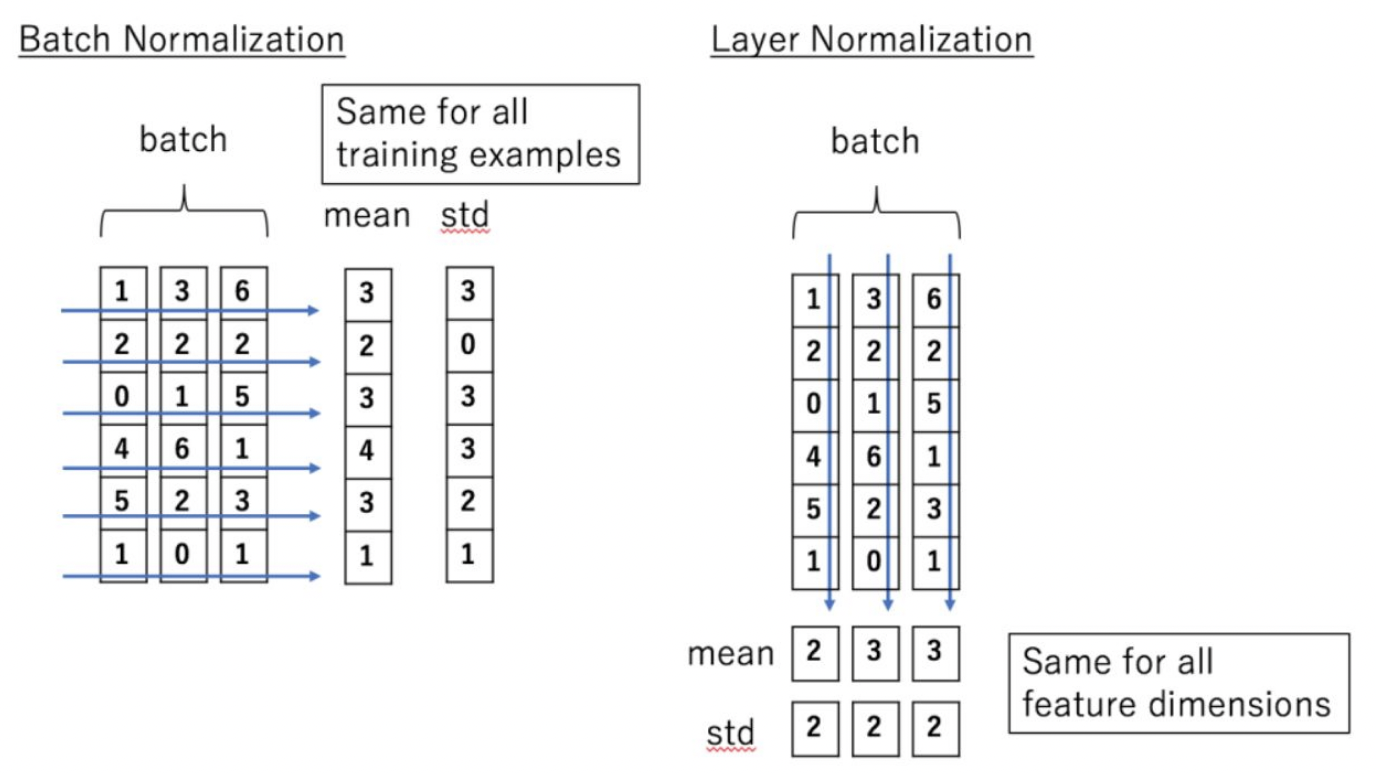 Batch Normalization
batch
Same for all
training examples
mean std
1 3 6 3 3
2 2 2 2 0
0 1 5 3 3
4 6 1 4 3
5 2 3 3 2
1 0 1 1 1
Layer Normalization
batch
1 3 6
2 2 2
0 1 5
4 6 1
5 2 3
1 0 1
mean 2 3 3
std 2 2 2
Same for all
feature dimensions